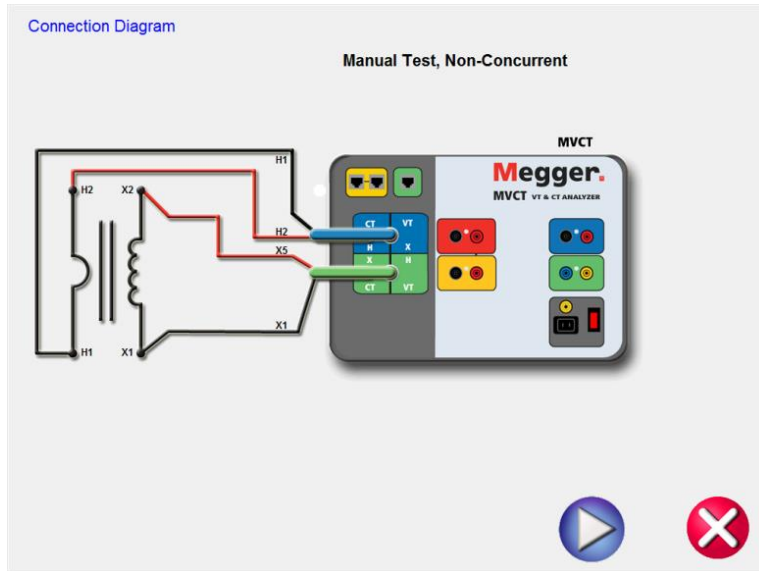 Connection Diagram
Manual Test, Non-Concurrent
MVCT
Megger.
MVCT VT & CT ANALYZER
H1
H2
X2
H2
X5
X1
H1
X1
CT
VT
H
X
X
H
CT
VT